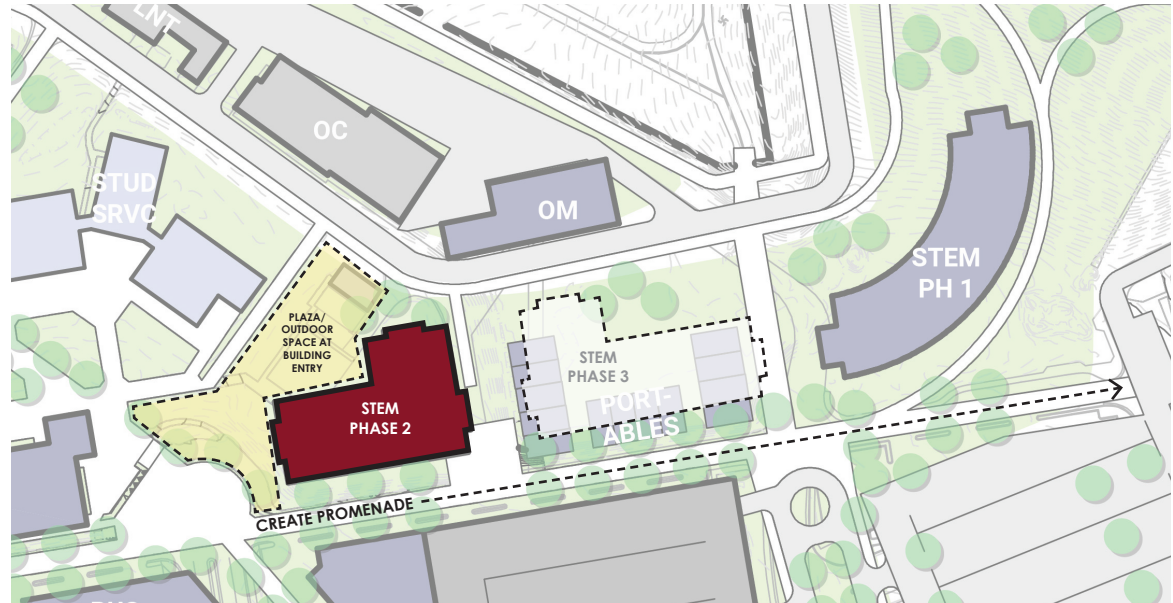 LNT
OC
STUD
SRVC
OM
STEM
PH 1
PLAZA/
OUTDOOR
SPACE AT
BUILDING
ENTRY
STEM
PHASE 3
PORT-
ABLES
STEM
PHASE 2
CREATE PROMENADE